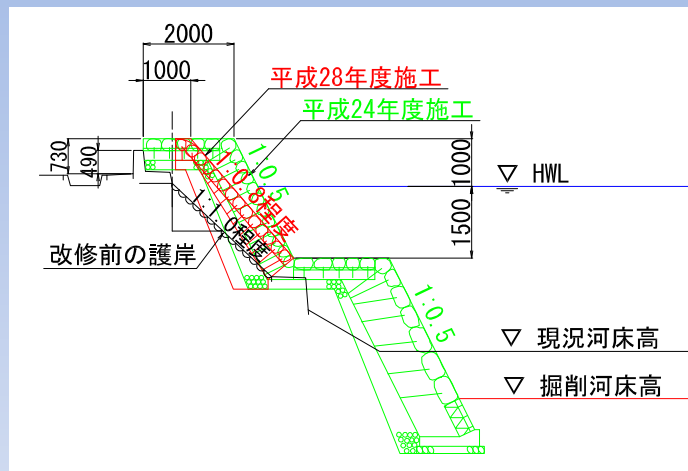 2000
1000
平成28年度施工
平成24年度施工
730
490
1:0.5
1:0.8程度
1:1.0程度
1000
▽ HWL
1500
改修前の護岸
1:0.5
▽ 現況河床高
▽ 掘削河床高